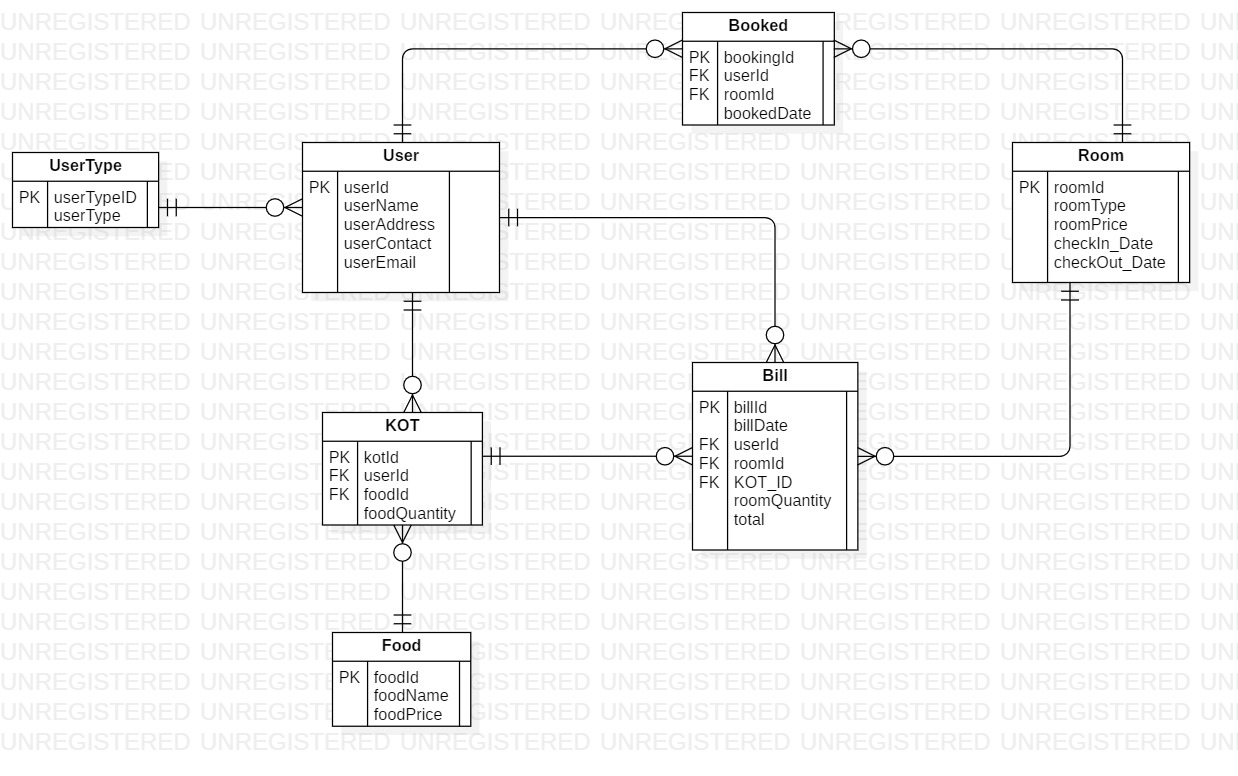 Booked
PK bookingId
FK userId
FK roomId
bookedDate
UserType
PK userTypeID
userType
User
PK userId
userName
userAddress
userContact
userEmail
Room
PK roomId
roomType
roomPrice
checkIn_Date
checkOut_Date
KOT
PK kotId
FK userId
FK foodId
foodQuantity
Bill
PK billId
billDate
FK userId
FK roomId
FK KOT_ID
roomQuantity
total
Food
PK foodId
foodName
foodPrice
UNREGISTERED UNREGISTERED UNREGISTERED UNREGISTERED UNREGISTERED UNREGISTERED